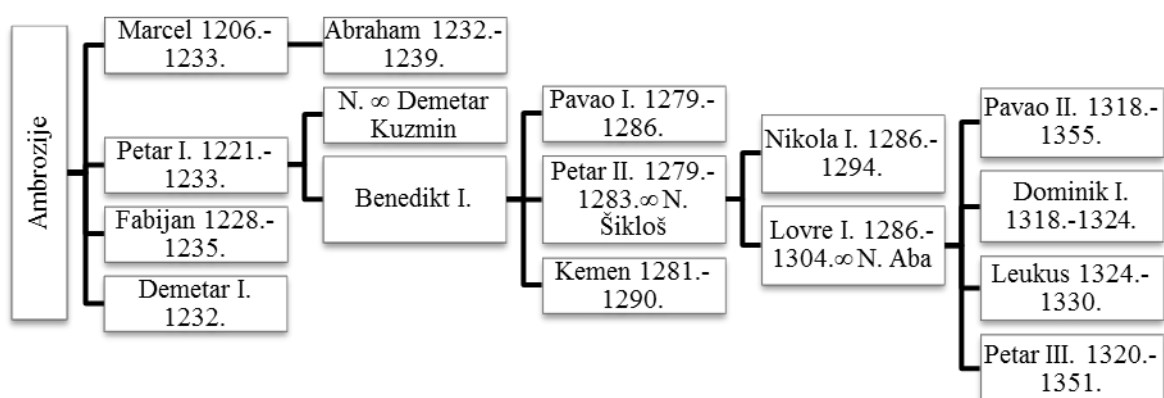 Ambrozije
Marcel 1206.-
1233.
Abraham 1232.-
1239.
Petar I. 1221.-
1233.
N. ∞ Demetar
Kuzmin
Benedikt I.
Fabijan 1228.-
1235.
Demetar I.
1232.
Pavao I. 1279.-
1286.
Petar II. 1279.-
1283.∞N.
Šikloš
Kemen 1281.-
1290.
Nikola I. 1286.-
1294.
Lovre I. 1286.-
1304.∞N. Aba
Pavao II. 1318.-
1355.
Dominik I.
1318.-1324.
Leukus 1324.-
1330.
Petar III. 1320.-
1351.